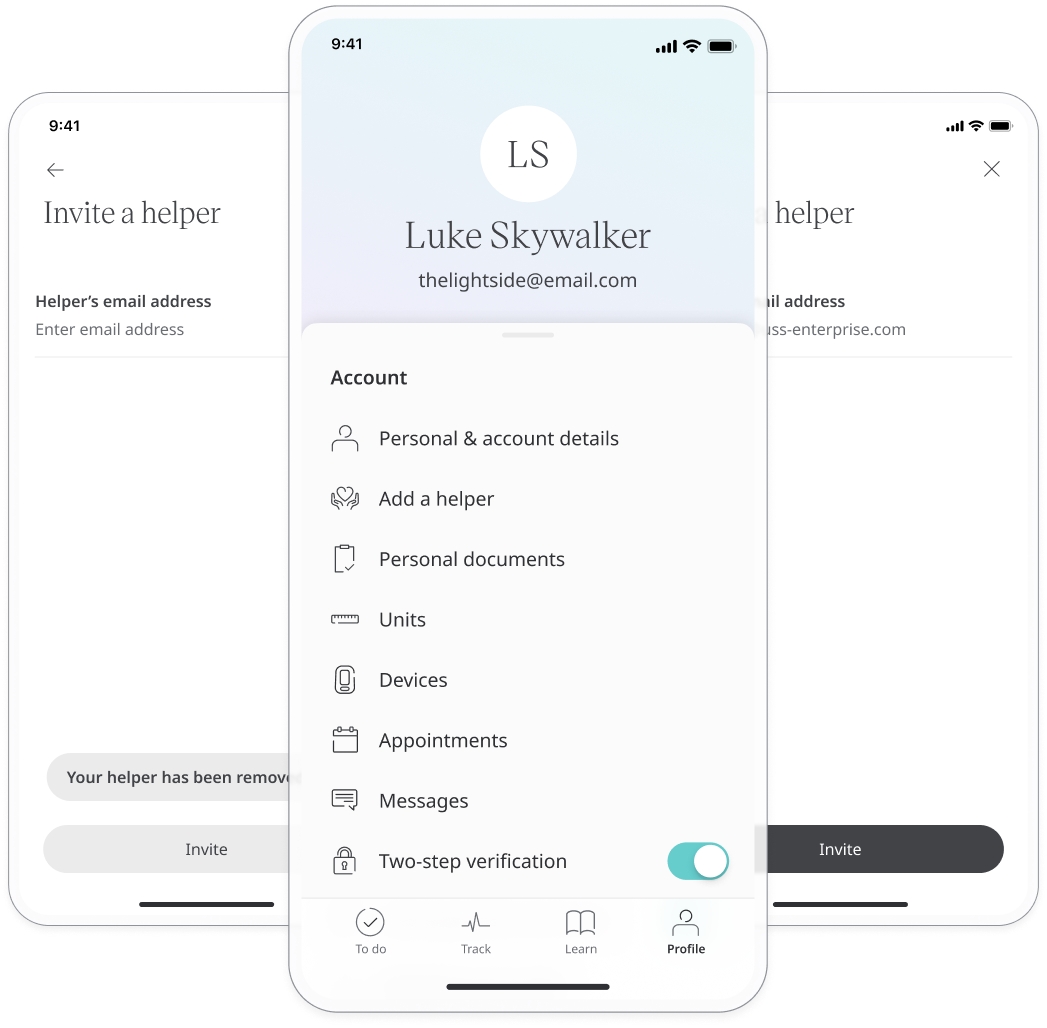 9:41
Invite a helper
Helper’s email address
Enter email address
Your helper has been
Invite
9:41
LS
Luke Skywalker
thelightside@email.com
Account
Personal & account details
Add a helper
Personal documents
Units
Devices
Appointments
Messages
Two-step verification
To do
Track
Learn
Profile
a helper
address
uss-enterprise.com
Invite